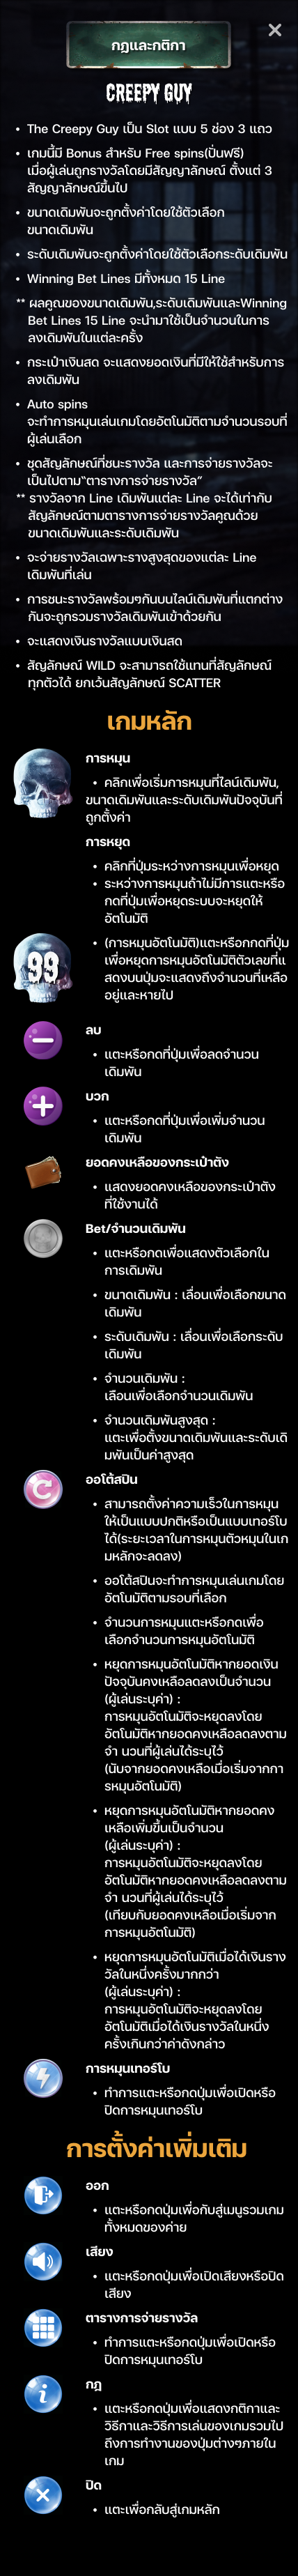 กฎและกติกา
CREEPY GUY
• The Creepy Guy เป็น Slot แบบ 5 ช่อง 3 แถว
• เกมนี้มี Bonus สำหรับ Free spins(ปั่นฟรี)
เมื่อผู้เล่นถูกรางวัลโดยมีสัญญาลักษณ์ ตั้งแต่ 3
สัญญาลักษณ์ขึ้นไป
• ขนาดเดิมพันจะถูกตั้งค่าโดยใช้ตัวเลือก
ขนาดเดิมพัน
• ระดับเดิมพันจะถูกตั้งค่าโดยใช้ตัวเลือกระดับเดิมพัน
• Winning Bet Lines มีทั้งหมด 15 Line
** ผลคูณของขนาดเดิมพัน,ระดับเดิมพันและWinning
Bet Lines 15 Line จะนำมาใช้เป็นจำนวนในการ
ลงเดิมพันในแต่ละครั้ง
• กระเป๋าเงินสด จะแสดงยอดเงินที่มีให้ใช้สำหรับการ
ลงเดิมพัน
• Auto spins
จะทำการหมุนเล่นเกมโดยอัตโนมัติตามจำนวนรอบที่
ผู้เล่นเลือก
• ชุดสัญลักษณ์ที่ชนะรางวัล และการจ่ายรางวัลจะ
เป็นไปตาม"ตารางการจ่ายรางวัล"
** รางวัลจาก Line เดิมพันแต่ละ Line จะได้เท่ากับ
สัญลักษณ์ตามตารางการจ่ายรางวัลคูณด้วย
ขนาดเดิมพันและระดับเดิมพัน
• จะจ่ายรางวัลเฉพาะรางสูงสุดของแต่ละ Line
เดิมพันที่เล่น
• การชนะรางวัลพร้อมๆกันบนไลน์เดิมพันที่แตกต่าง
กันจะถูกรวมรางวัลเดิมพันเข้าด้วยกัน
• จะแสดงเงินรางวัลแบบเงินสด
• สัญลักษณ์ WILD จะสามารถใช้แทนที่สัญลักษณ์
ทุกตัวได้ ยกเว้นสัญลักษณ์ SCATTER
เกมหลัก
การหมุน
• คลิกเพื่อเริ่มการหมุนที่ไลน์เดิมพัน,
ขนาดเดิมพันและระดับเดิมพันปัจจุบันที่
ถูกตั้งค่า
การหยุด
• คลิกที่ปุ่มระหว่างการหมุนเพื่อหยุด
• ระหว่างการหมุนถ้าไม่มีการแตะหรือ
กดที่ปุ่มเพื่อหยุดระบบจะหยุดให้
อัตโนมัติ
99
• (การหมุนอัตโนมัติ)แตะหรือกดที่ปุ่ม
เพื่อหยุดการหมุนอัตโนมัติตัวเลขที่แ
สดงบนปุ่มจะแสดงถึงจำนวนที่เหลือ
อยู่และหายไป
ลบ
• แตะหรือกดที่ปุ่มเพื่อลดจำนวน
เดิมพัน
บวก
• แตะหรือกดที่ปุ่มเพื่อเพิ่มจำนวน
เดิมพัน
ยอดคงเหลือของกระเป๋าตัง
• แสดงยอดคงเหลือของกระเป๋าตัง
ที่ใช้งานได้
Bet/จำนวนเดิมพัน
• แตะหรือกดเพื่อแสดงตัวเลือกใน
การเดิมพัน
• ขนาดเดิมพัน : เลื่อนเพื่อเลือกขนาด
เดิมพัน
• ระดับเดิมพัน : เลื่อนเพื่อเลือกระดับ
เดิมพัน
• จำนวนเดิมพัน :
เลือนเพื่อเลือกจำนวนเดิมพัน
• จำนวนเดิมพันสูงสุด :
แตะเพื่อตั้งขนาดเดิมพันและระดับเดิ
มพันเป็นค่าสูงสุด
ออโต้สปิน
• สามารถตั้งค่าความเร็วในการหมุน
ให้เป็นแบบปกติหรือเป็นแบบเทอร์โบ
ได้(ระยะเวลาในการหมุนตัวหมุนในเก
มหลักจะลดลง)
• ออโต้สปินจะทำการหมุนเล่นเกมโดย
อัตโนมัติตามรอบที่เลือก
• จำนวนการหมุนแตะหรือกดเพื่อ
เลือกจำนวนการหมุนอัตโนมัติ
• หยุดการหมุนอัตโนมัติหากยอดเงิน
ปัจจุบันคงเหลือลดลงเป็นจำนวน
(ผู้เล่นระบุค่า) :
การหมุนอัตโนมัติจะหยุดลงโดย
อัตโนมัติหากยอดคงเหลือลดลงตาม
จำ นวนที่ผู้เล่นได้ระบุไว้
(นับจากยอดคงเหลือเมื่อเริ่มจากกา
รหมุนอัตโนมัติ)
• หยุดการหมุนอัตโนมัติหากยอดคง
เหลือเพิ่มขึ้นเป็นจำนวน
(ผู้เล่นระบุค่า) :
การหมุนอัตโนมัติจะหยุดลงโดย
อัตโนมัติหากยอดคงเหลือลดลงตาม
จำ นวนที่ผู้เล่นได้ระบุไว้
(เทียบกับยอดคงเหลือเมื่อเริ่มจาก
การหมุนอัตโนมัติ)
• หยุดการหมุนอัตโนมัติเมื่อได้เงินราง
วัลในหนึ่งครั้งมากกว่า
(ผู้เล่นระบุค่า) :
การหมุนอัตโนมัติจะหยุดลงโดย
อัตโนมัติเมื่อได้เงินรางวัลในหนึ่ง
ครั้งเกินกว่าค่าดังกล่าว
การหมุนเทอร์โบ
• ทำการแตะหรือกดปุ่มเพื่อเปิดหรือ
ปิดการหมุนเทอร์โบ
การตั้งค่าเพิ่มเติม
ออก
• แตะหรือกดปุ่มเพื่อกับสู่เมนูรวมเกม
ทั้งหมดของค่าย
เสียง
• แตะหรือกดปุ่มเพื่อเปิดเสียงหรือปิด
เสียง
ตารางการจ่ายรางวัล
• ทำการแตะหรือกดปุ่มเพื่อเปิดหรือ
ปิดการหมุนเทอร์โบ
กฎ
• แตะหรือกดปุ่มเพื่อแสดงกติกาและ
วิธีกาและวิธีการเล่นของเกมรวมไป
ถึงการทำงานของปุ่มต่างๆภายใน
เกม
ปิด
• แตะเพื่อกลับสู่เกมหลัก